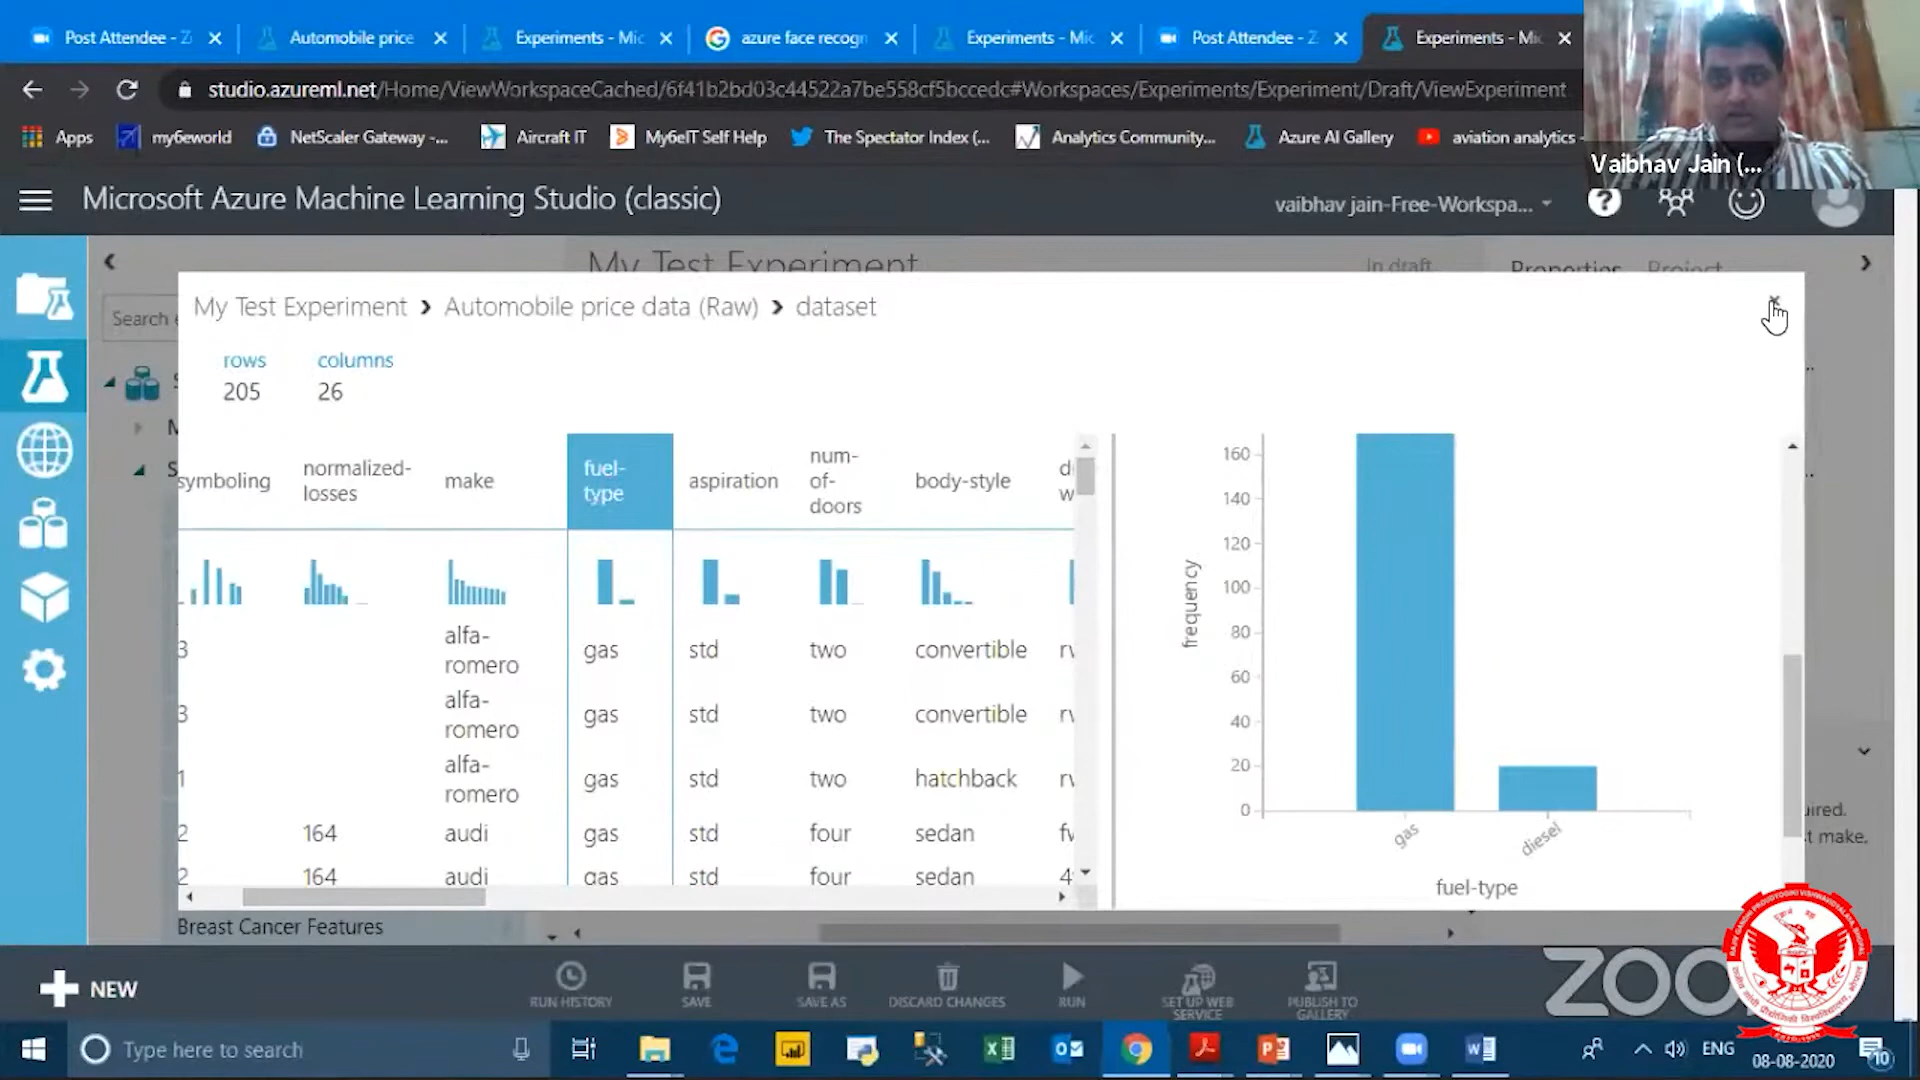 Post Attendee - Z
Automobile price
Experiments - Mic
azure face recogn
Experiments - Mic
Post Attendee - Z
Experiments - Mic
studio.azureml.net/Home/ViewWorkspaceCached/6f41b2bd03c44522a7be558cf5bccedc#Workspaces/Experiments/Experiment/Draft/ViewExperiment
Apps
my6eworld
NetScaler Gateway -...
Aircraft IT
My6eIT Self Help
The Spectator Index (...
Analytics Community...
Azure AI Gallery
aviation analytics -
Vaibhav Jain (...
Microsoft Azure Machine Learning Studio (classic)
vaibhav jain-Free-Workspa...
My Test Experiment
In draft
Properties Project
Search
My Test Experiment > Automobile price data (Raw) > dataset
rows columns
205 26
symboling
normalized-
losses
make
fuel-
type
aspiration
num-
of-
doors
body-style
3 alfa-romero gas std two convertible
3 alfa-romero gas std two convertible
1 alfa-romero gas std two hatchback
2 164 audi gas std four sedan
2 164 audi gas std four sedan
160
140
120
100
80
60
40
20
0
frequency
gas
diesel
fuel-type
uired.
t make,
Breast Cancer Features
NEW
RUN HISTORY
SAVE
SAVE AS
DISCARD CHANGES
RUN
SET UP WEB
SERVICE
PUBLISH TO
GALLERY
Type here to search
ENG
08-08-2020
10